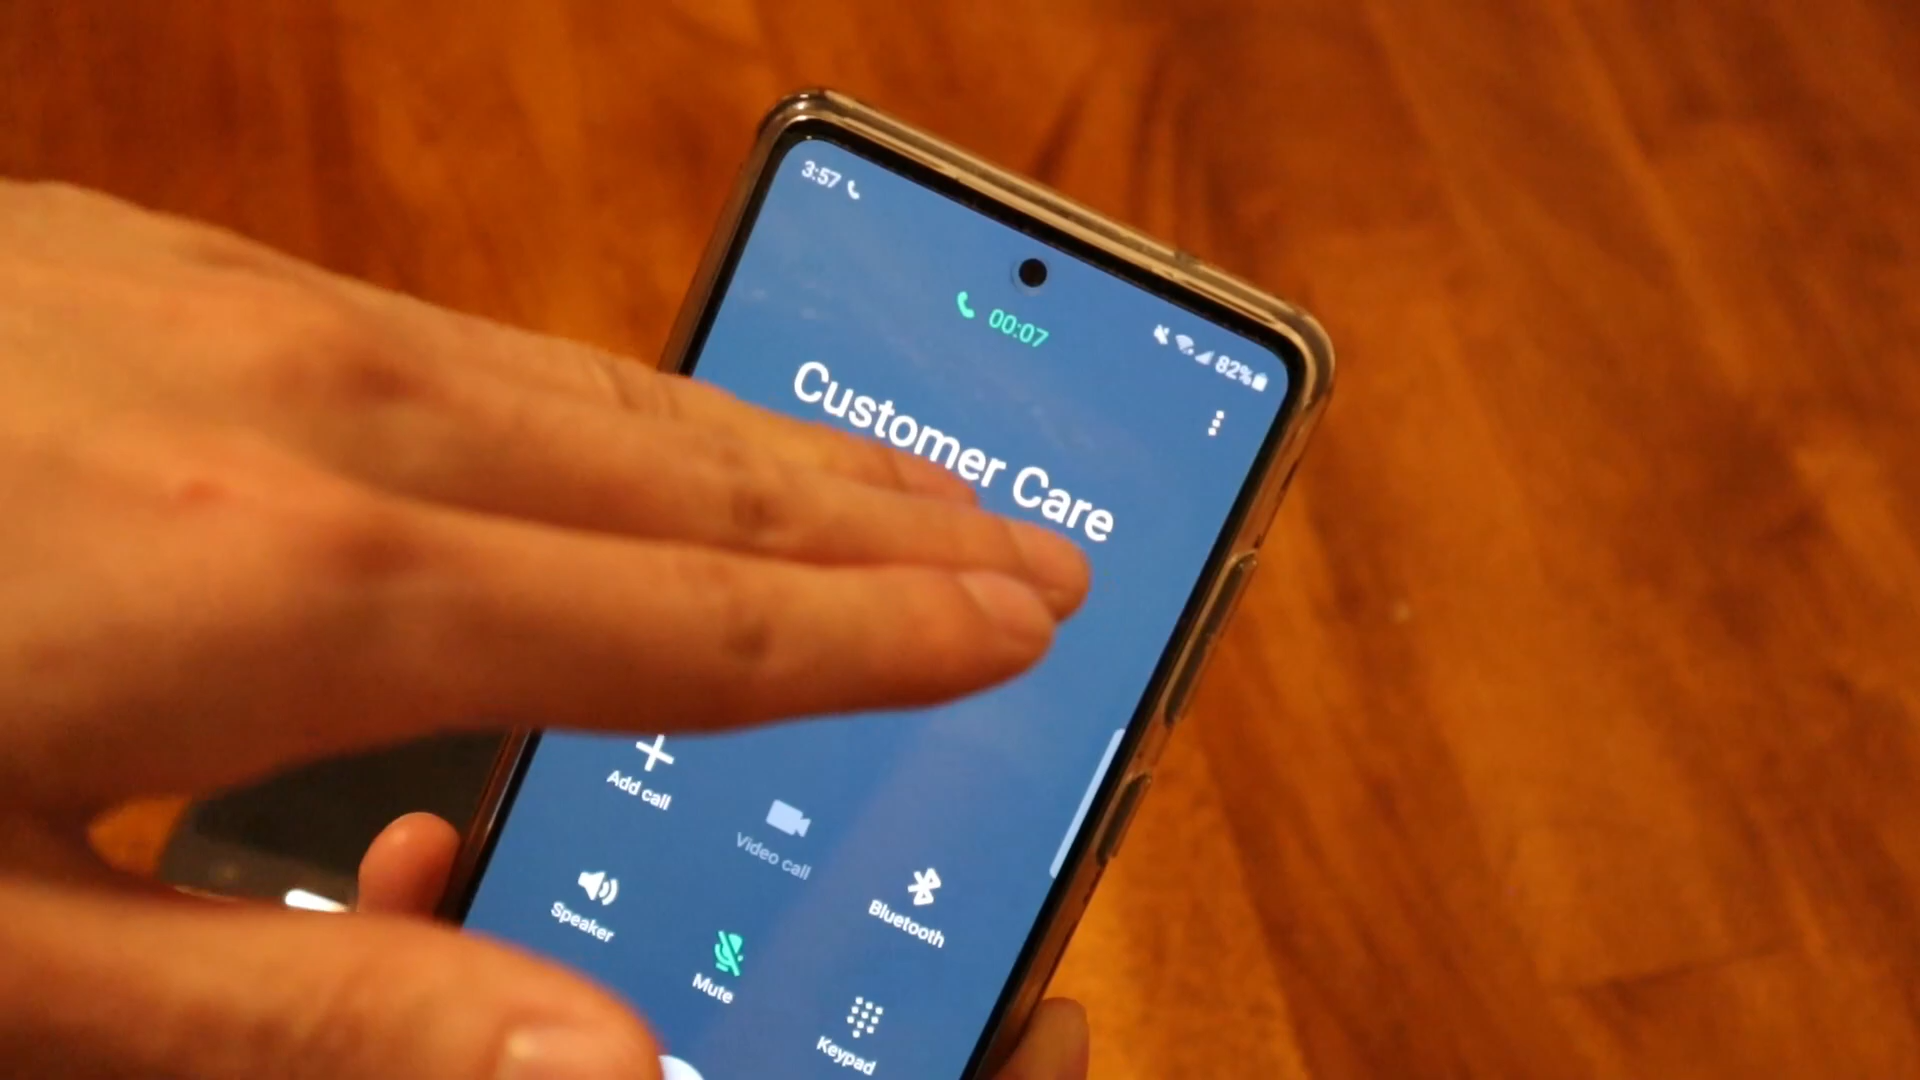 3:57
00:07
82%
Customer Care
Add call
Video call
Bluetooth
Speaker
Mute
Keypad